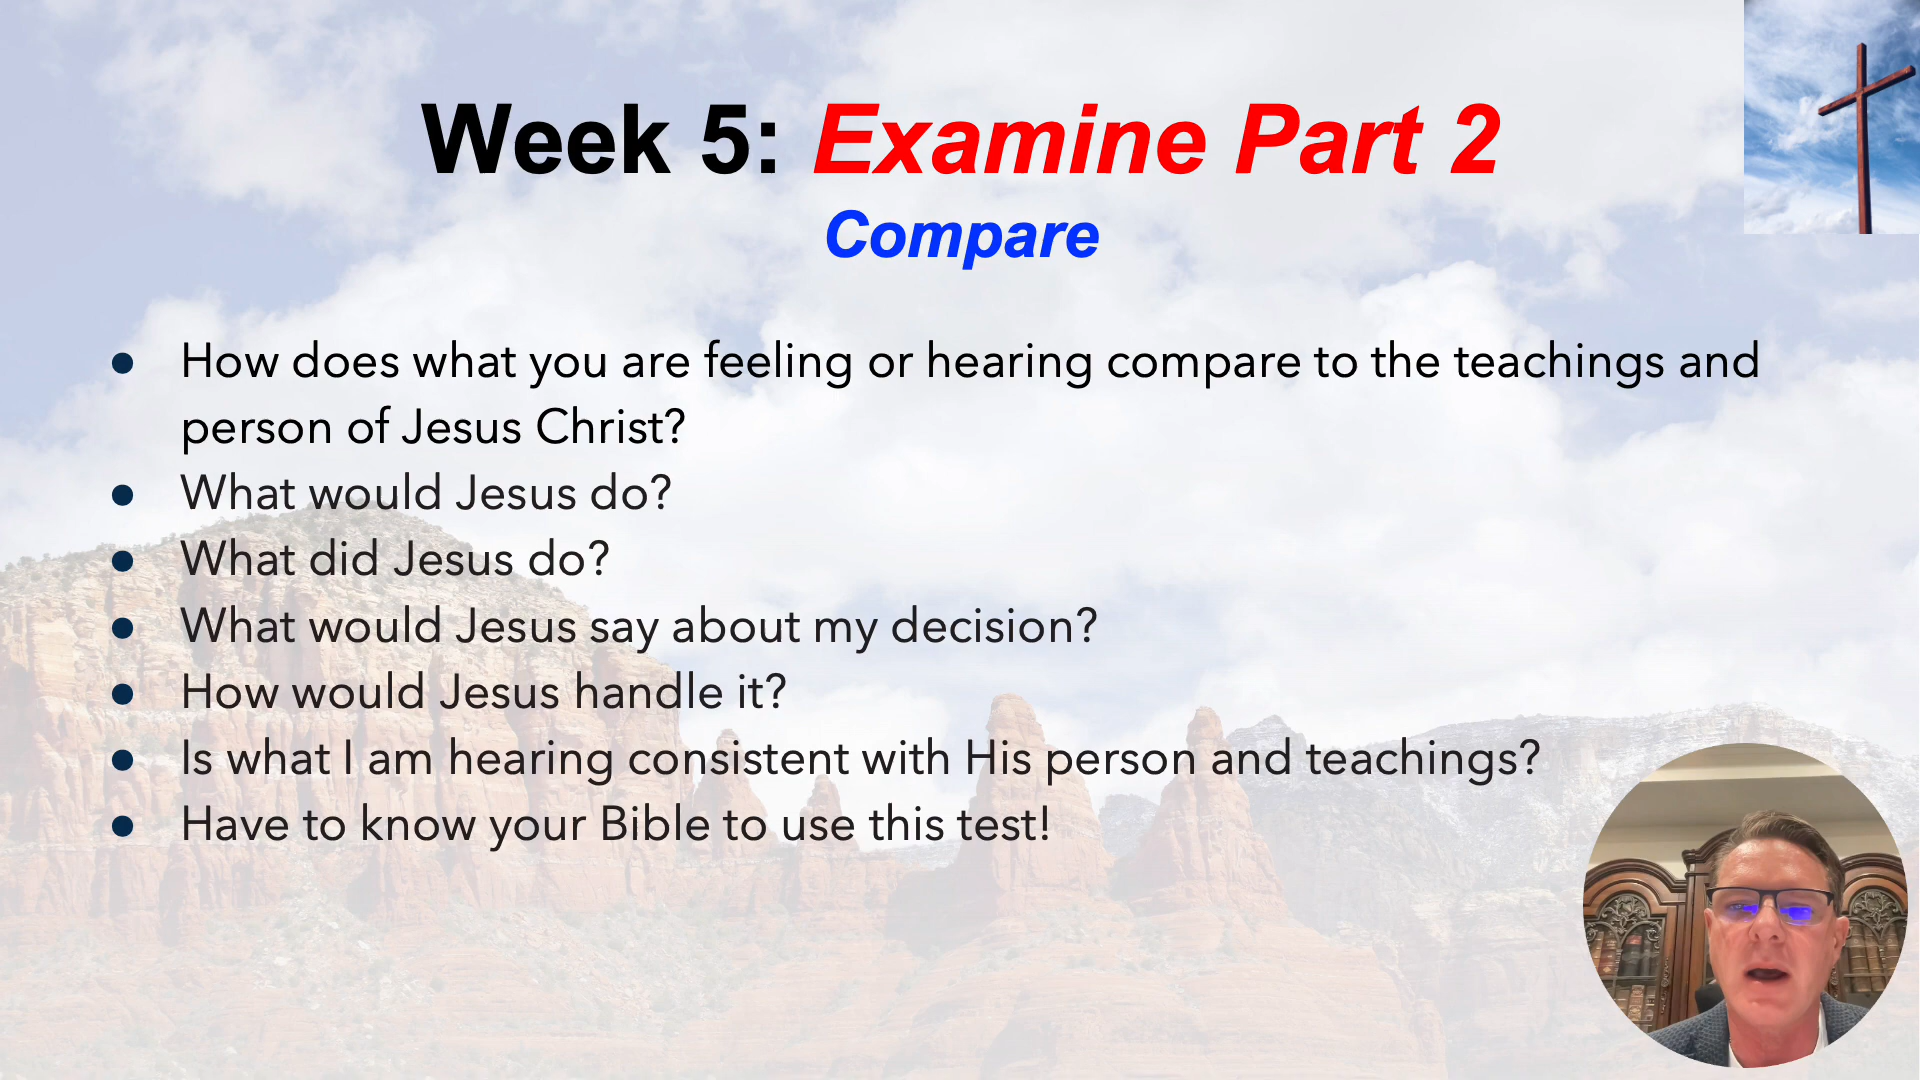 Week 5: Examine Part 2
Compare
● How does what you are feeling or hearing compare to the teachings and
person of Jesus Christ?
● What would Jesus do?
● What did Jesus do?
● What would Jesus say about my decision?
● How would Jesus handle it?
● Is what I am hearing consistent with His person and teachings?
● Have to know your Bible to use this test!